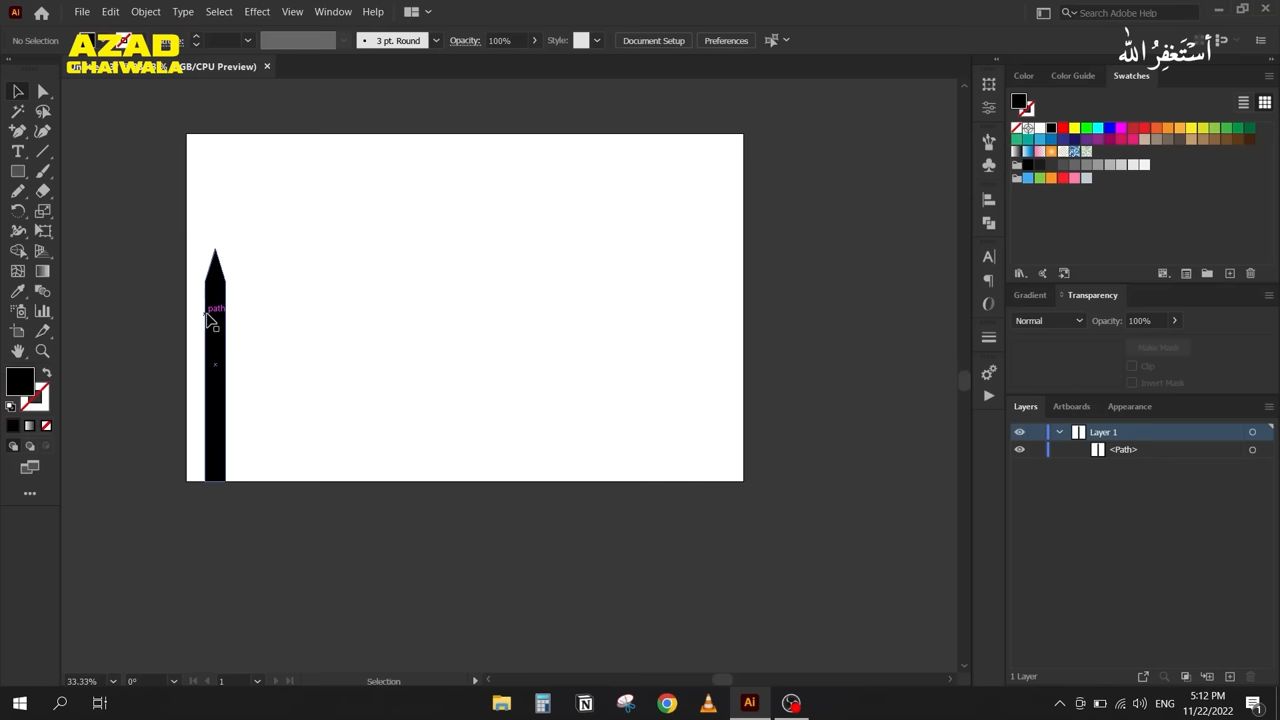 Ai File Edit Object Type Select Effect View Window Help Search Adobe Help
No Selection 3 pt. Round Opacity: 100% Style: Document Setup Preferences
AZAD
CHAIWALA
أستغفر الله
GB/CPU Preview) ×
Color Color Guide Swatches
path
Gradient Transparency
Normal Opacity: 100%
Make Mask
Clip
Invert Mask
Layers Artboards Appearance
Layer 1
<Path>
33.33% 0° 1 Selection
1 Layer
Ai ENG 5:12 PM
11/22/2022